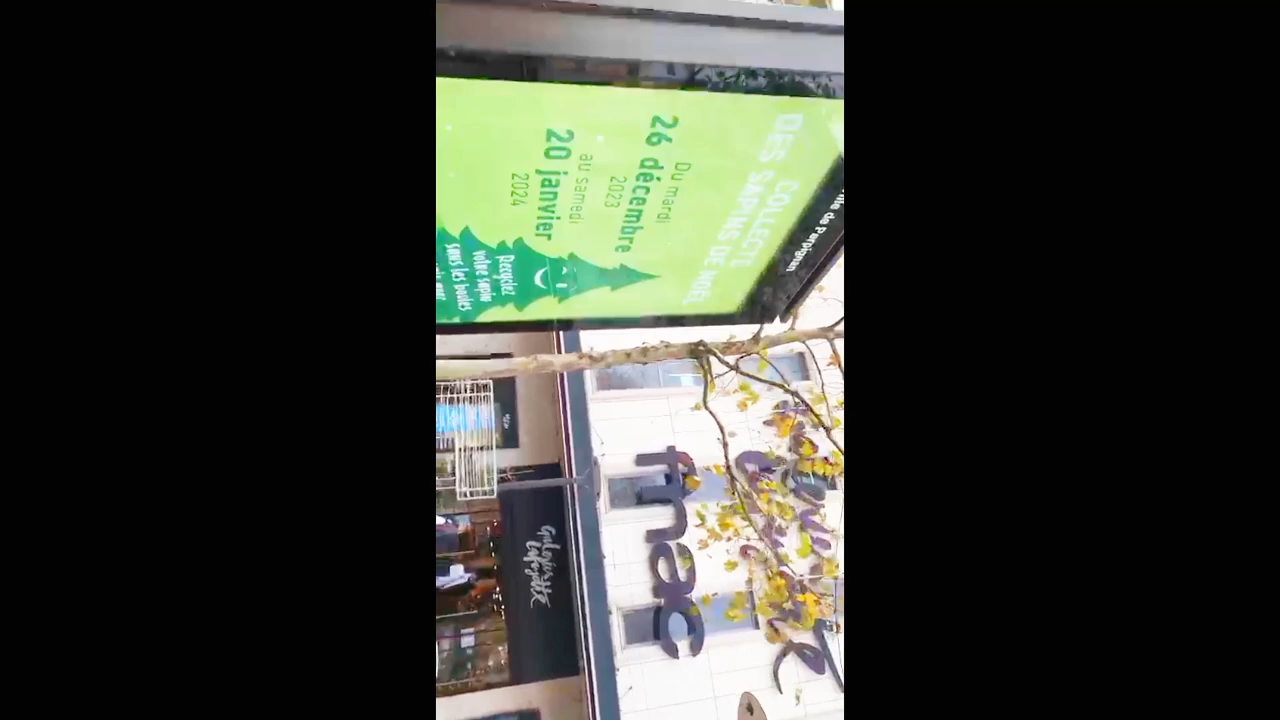 Ville de Perpignan
COLLECTE
DES SAPINS DE NOËL
Du mardi
26 décembre
2023
au samedi
20 janvier
2024
Recyclez
votre sapin
sans les boules
fnac
Galeries
Lafayette